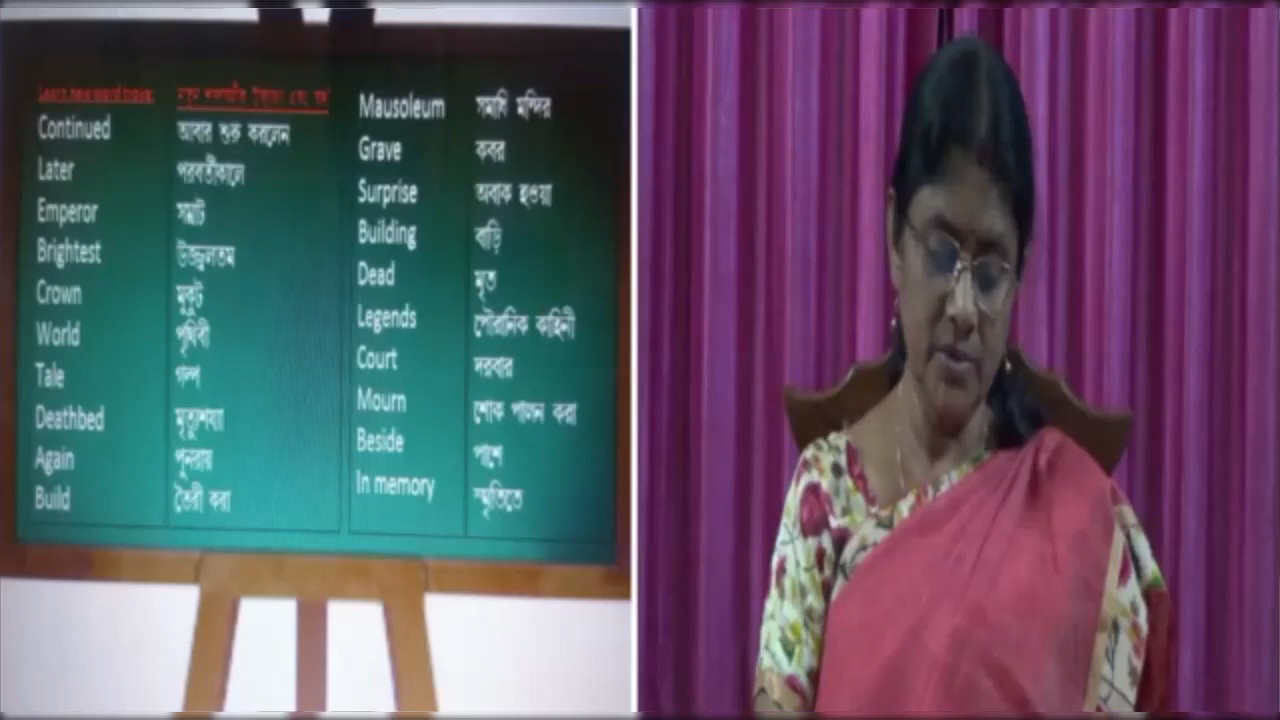 Continued আবার শুরু করলেন
Later পরবর্তীকালে
Emperor সম্রাট
Brightest উজ্জ্বলতম
Crown মুকুট
World পৃথিবী
Tale গল্প
Deathbed মৃত্যুশয্যা
Again পুনরায়
Build তৈরী করা
Mausoleum সমাধি মন্দির
Grave কবর
Surprise অবাক হওয়া
Building বাড়ি
Dead মৃত
Legends পৌরানিক কাহিনী
Court দরবার
Mourn শোক পালন করা
Beside পাশে
In memory স্মৃতিতে